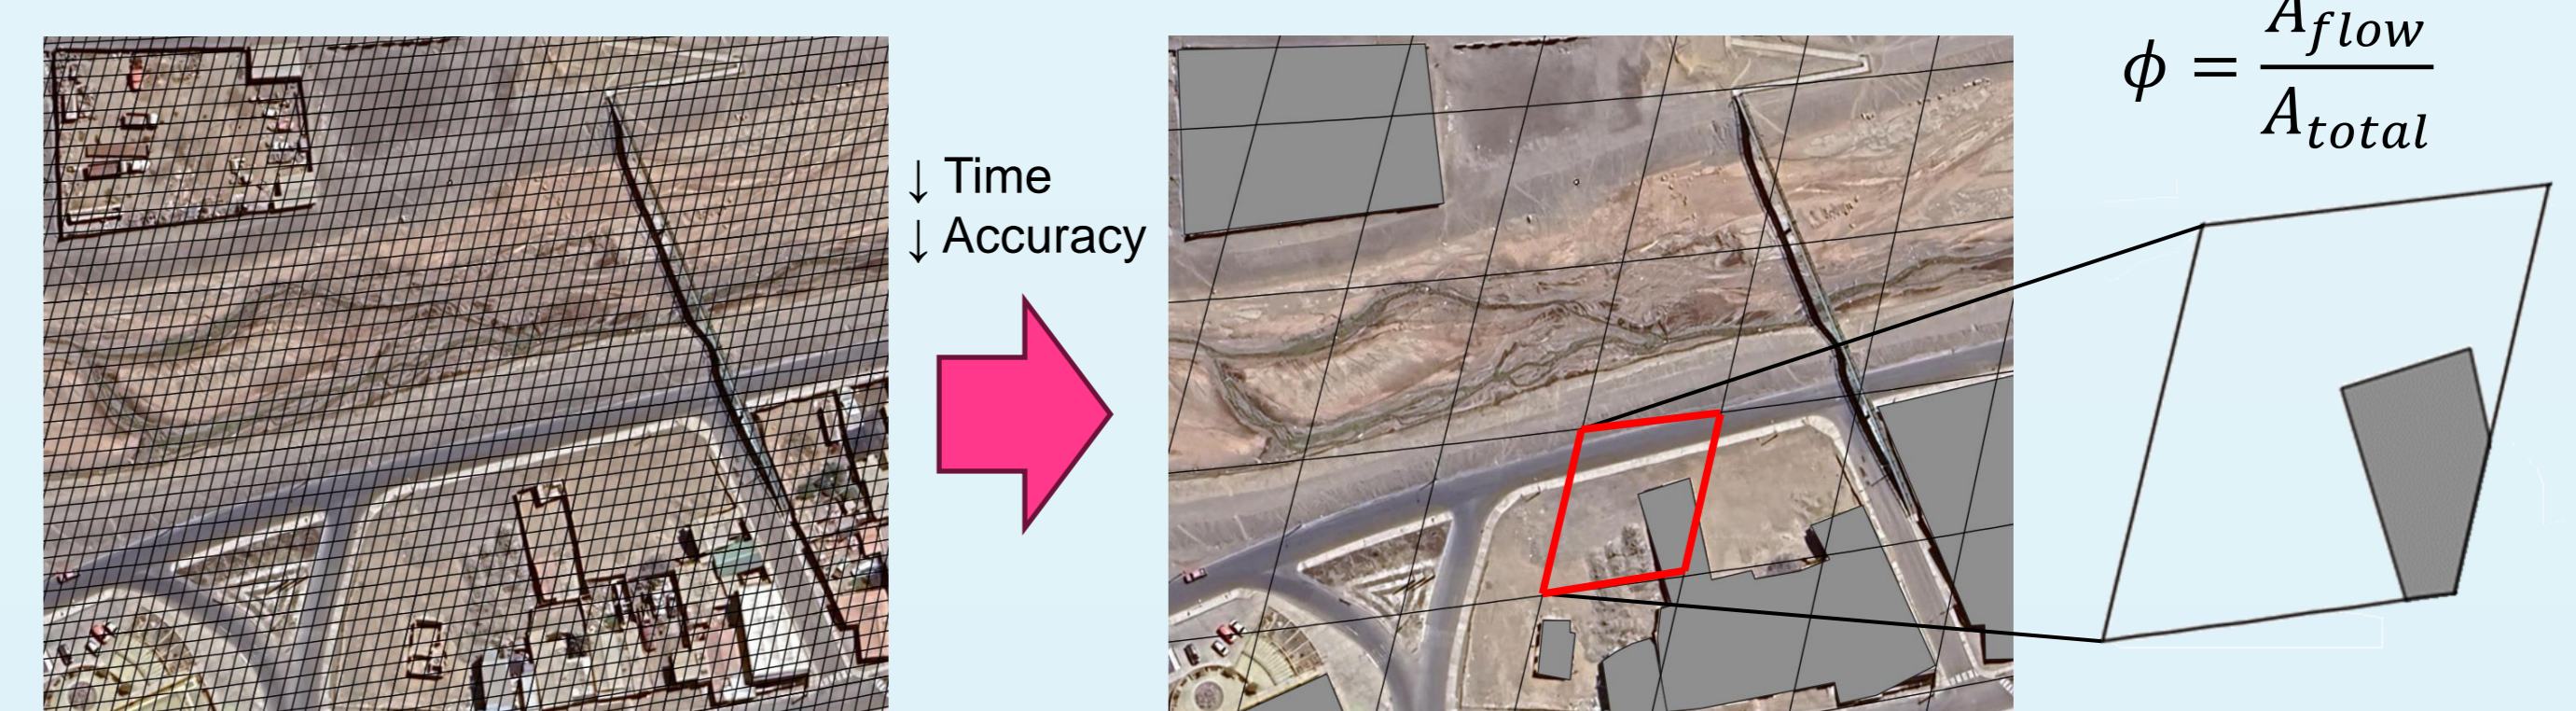 ↓ Time
↓ Accuracy
ϕ = A_flow / A_total